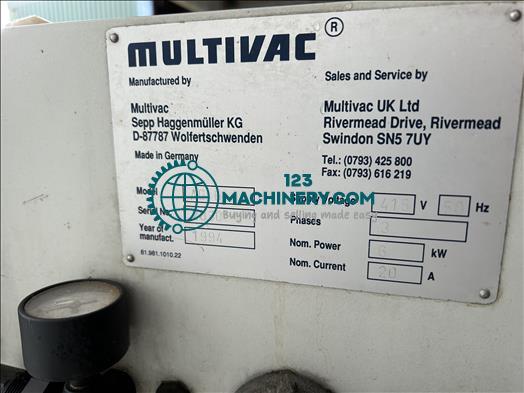 MULTIVAC ®
Manufactured by
Multivac
Sepp Haggenmüller KG
D-87787 Wolfertschwenden
Made in Germany
Sales and Service by
Multivac UK Ltd
Rivermead Drive, Rivermead
Swindon SN5 7UY
Tel.: (0793) 425 800
Fax: (0793) 616 219
123
MACHINERY.COM
Buying and selling made easy
Model
Serial No
Year of
manufact. 1994
81.981.1010.22
Voltage 415 V 50 Hz
Phases 3
Nom. Power 6 kW
Nom. Current 20 A